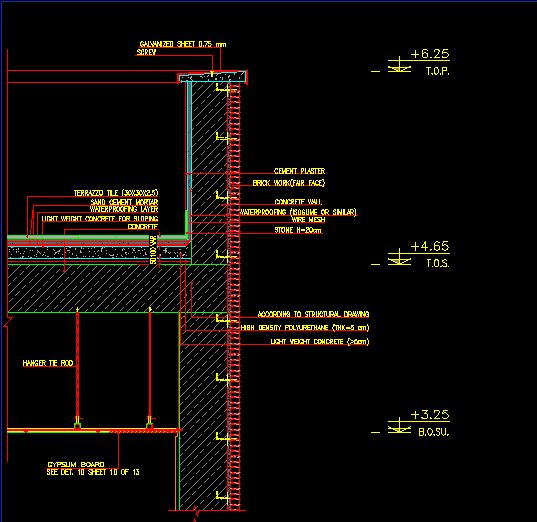 GALVANIZED SHEET 0.75 mm
SCREW
+6.25
T.O.P.
TERRAZZO TILE (30X30X2.5)
SAND CEMENT MORTAR
WATERPROOFING LAYER
LIGHT WEIGHT CONCRETE FOR SLOPING
CONCRETE
CEMENT PLASTER
BRICK WORK(FAIR FACE)
CONCRETE WALL
WATERPROOFING (ISOGUME OR SIMILAR)
WIRE MESH
STONE H=20cm
+4.65
T.O.S.
ACCORDING TO STRUCTURAL DRAWING
HIGH DENSITY POLYURETHANE (THK=5 cm)
LIGHT WEIGHT CONCRETE (>6cm)
HANGER TIE ROD
+3.25
B.O.SU.
GYPSUM BOARD
SEE DET. 10 SHEET 10 OF 13